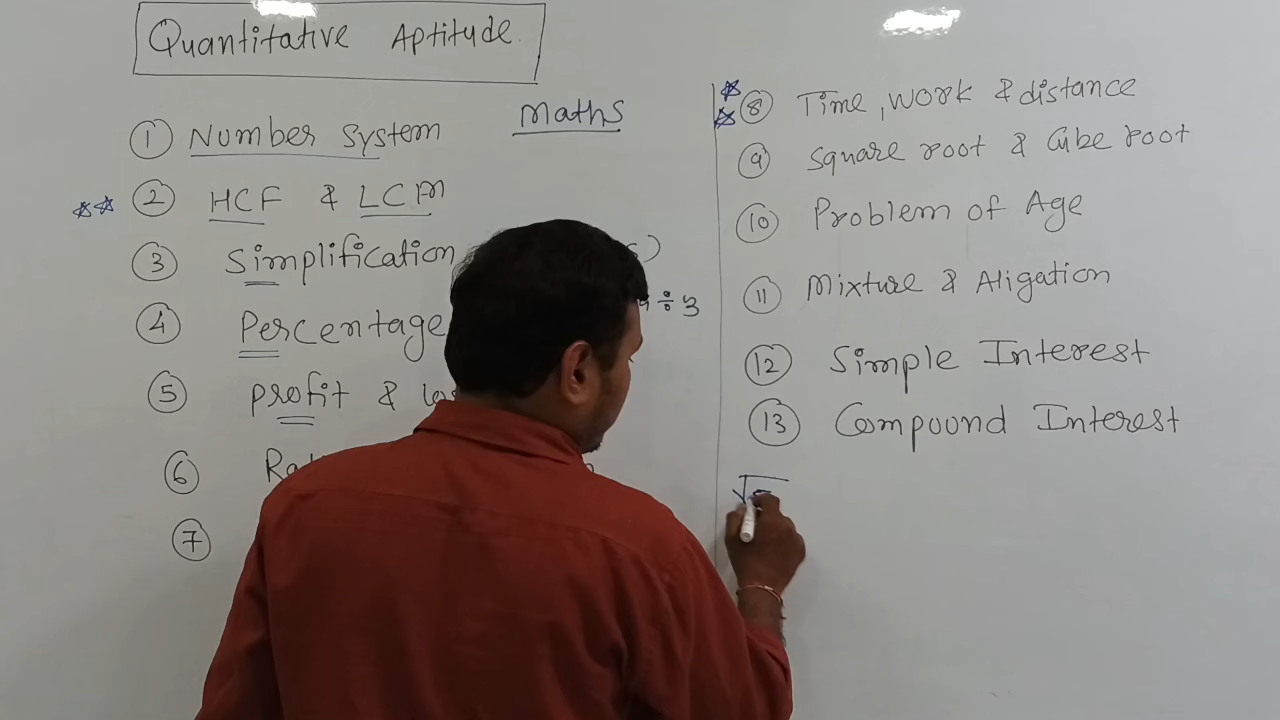 Quantitative Aptitude
Maths
① Number System
② HCF & LCM
③ Simplification
④ Percentage
÷ 3
⑤ Profit &
⑥
⑦
⑧ Time, Work & distance
⑨ Square root & Cube root
⑩ Problem of Age
⑪ Mixture & Aligation
⑫ Simple Interest
⑬ Compound Interest